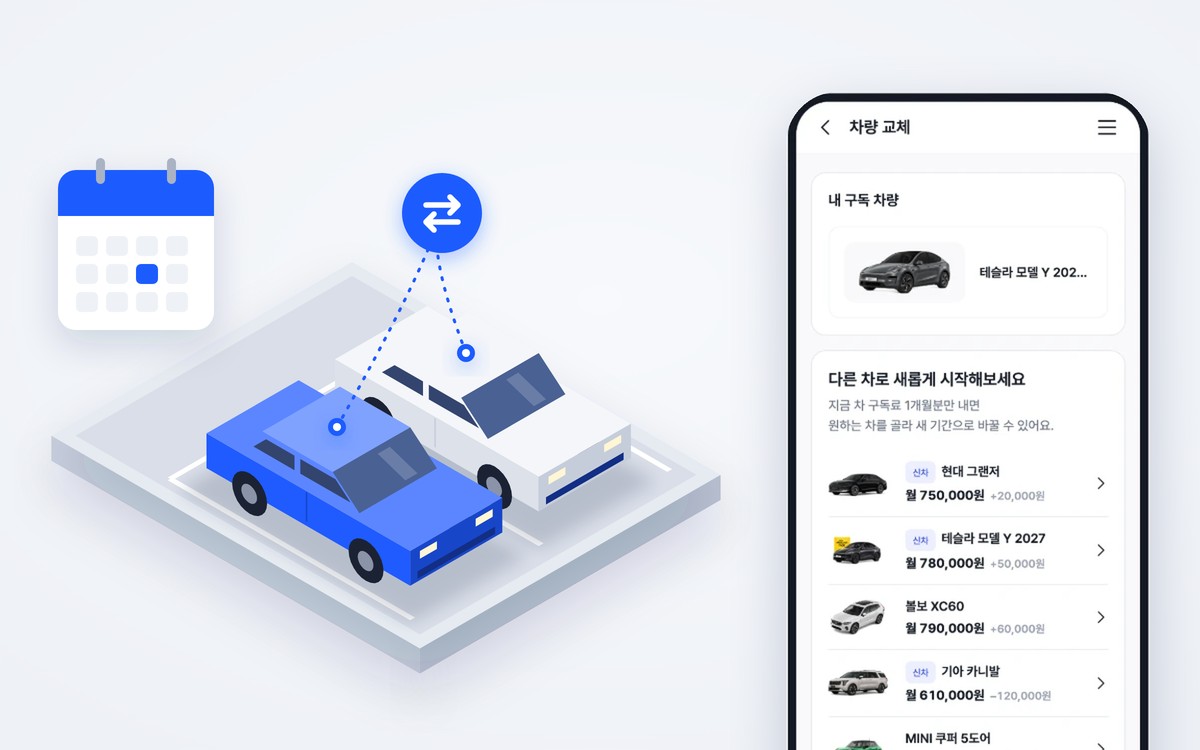 차량 교체
내 구독 차량
테슬라 모델 Y 202...
다른 차로 새롭게 시작해보세요
지금 차 구독료 1개월분만 내면
원하는 차를 골라 새 기간으로 바꿀 수 있어요.
신차 현대 그랜저
월 750,000원 +20,000원
신차 테슬라 모델 Y 2027
월 780,000원 +50,000원
볼보 XC60
월 790,000원 +60,000원
신차 기아 카니발
월 610,000원 −120,000원
MINI 쿠퍼 5도어